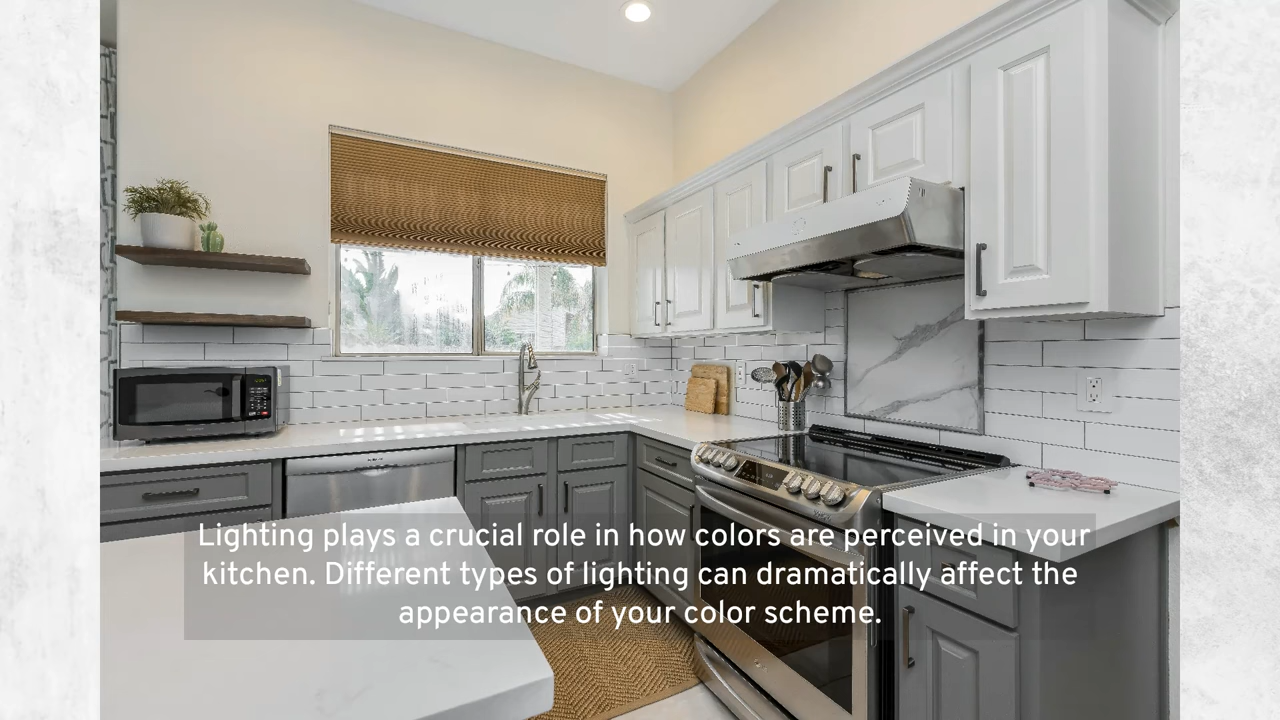 Lighting plays a crucial role in how colors are perceived in your
kitchen. Different types of lighting can dramatically affect the
appearance of your color scheme.